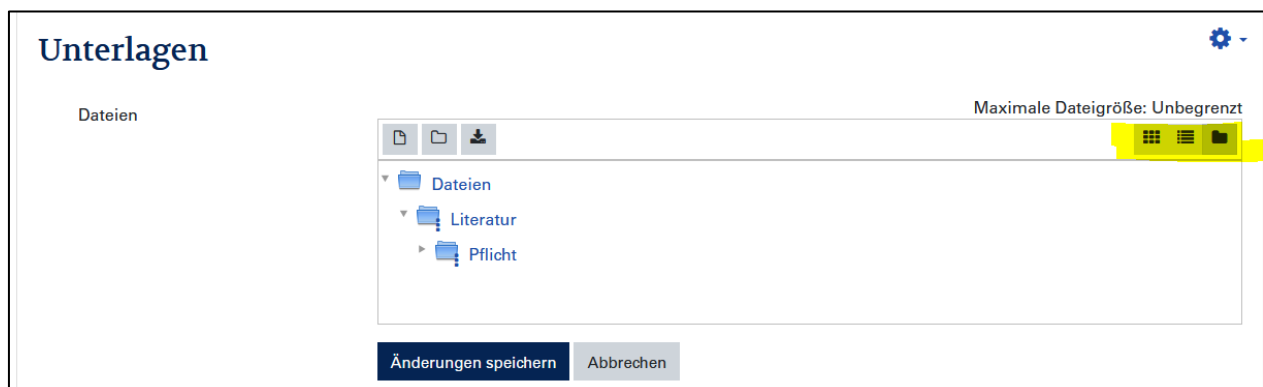 Unterlagen
Dateien
Maximale Dateigröße: Unbegrenzt
Dateien
Literatur
Pflicht
Änderungen speichern
Abbrechen